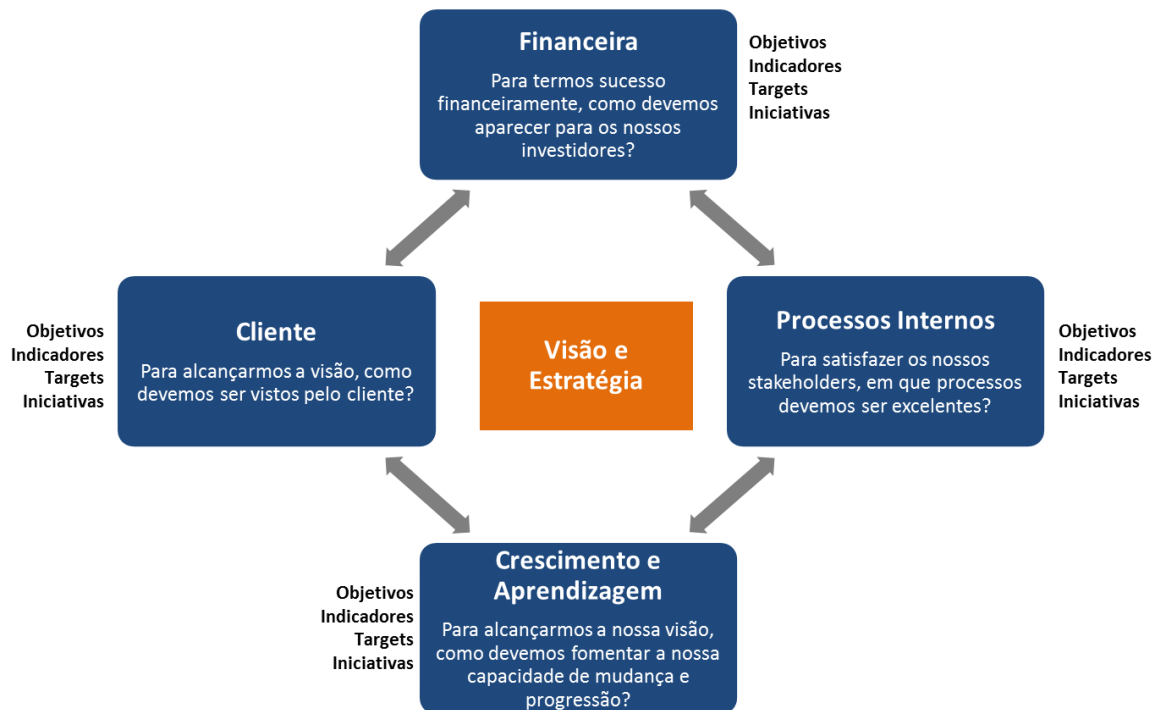 Financeira
Para termos sucesso
financeiramente, como devemos
aparecer para os nossos
investidores?
Objetivos
Indicadores
Targets
Iniciativas
Objetivos
Indicadores
Targets
Iniciativas
Cliente
Para alcançarmos a visão, como
devemos ser vistos pelo cliente?
Visão e
Estratégia
Processos Internos
Para satisfazer os nossos
stakeholders, em que processos
devemos ser excelentes?
Objetivos
Indicadores
Targets
Iniciativas
Objetivos
Indicadores
Targets
Iniciativas
Crescimento e
Aprendizagem
Para alcançarmos a nossa visão,
como devemos fomentar a nossa
capacidade de mudança e
progressão?